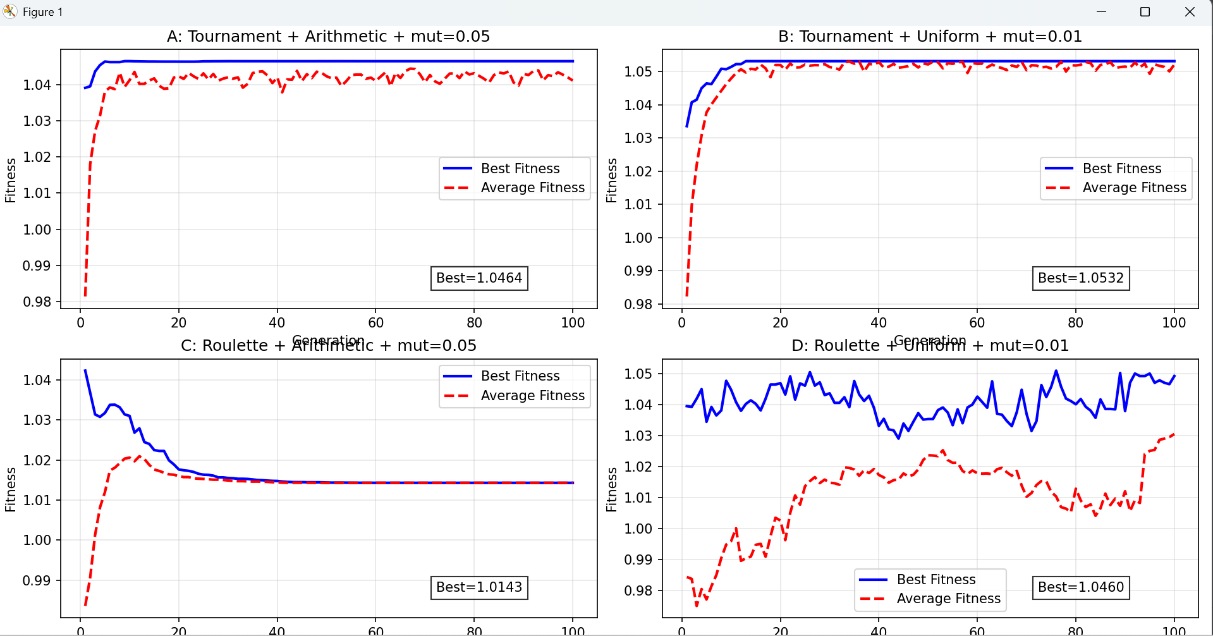 Figure 1
A: Tournament + Arithmetic + mut=0.05
Fitness
1.04
1.03
1.02
1.01
1.00
0.99
0.98
Best Fitness
Average Fitness
Best=1.0464
0 20 40 60 80 100
Generation
B: Tournament + Uniform + mut=0.01
Fitness
1.05
1.04
1.03
1.02
1.01
1.00
0.99
0.98
Best Fitness
Average Fitness
Best=1.0532
0 20 40 60 80 100
Generation
C: Roulette + Arithmetic + mut=0.05
Fitness
1.04
1.03
1.02
1.01
1.00
0.99
Best Fitness
Average Fitness
Best=1.0143
0 20 40 60 80 100
D: Roulette + Uniform + mut=0.01
Fitness
1.05
1.04
1.03
1.02
1.01
1.00
0.99
0.98
Best Fitness
Average Fitness
Best=1.0460
0 20 40 60 80 100